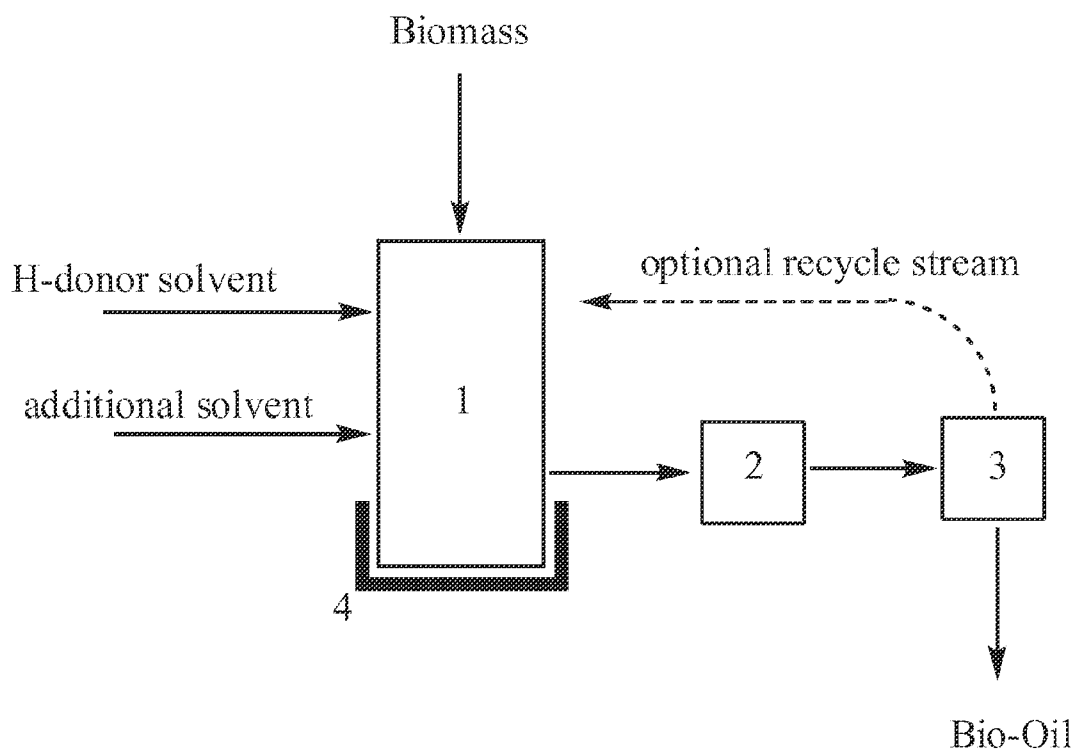 Biomass
H-donor solvent
optional recycle stream
additional solvent
1
2
3
4
Bio-Oil